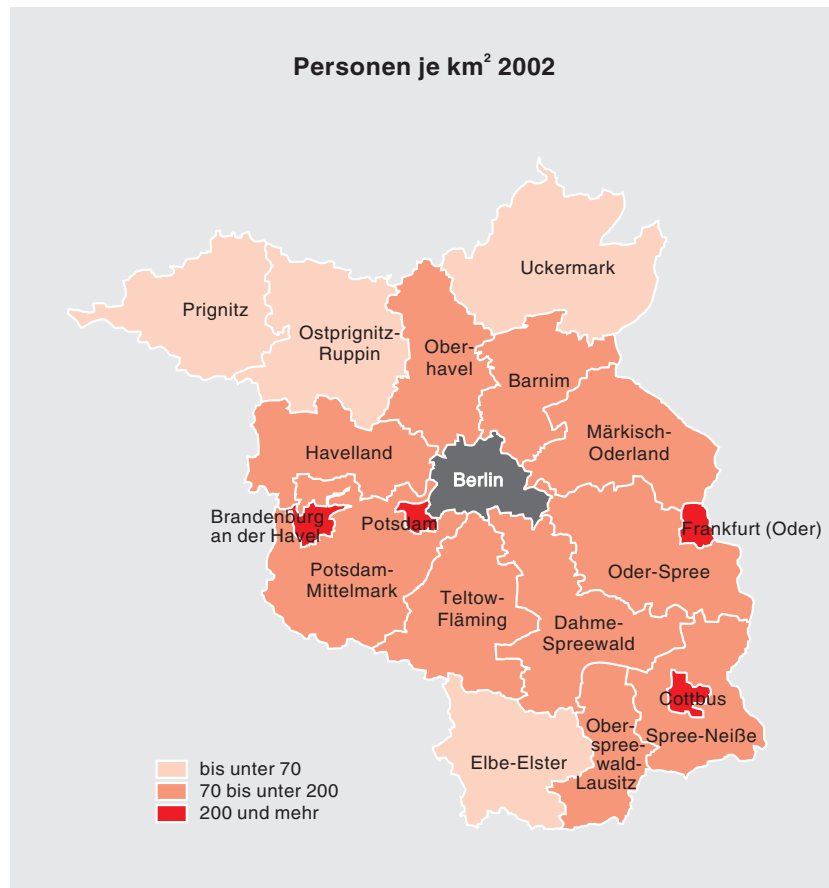 Personen je km² 2002
Uckermark
Prignitz
Ostprignitz-
Ruppin
Ober-
havel
Barnim
Märkisch-
Oderland
Havelland
Berlin
Brandenburg
an der Havel
Potsdam
Frankfurt (Oder)
Potsdam-
Mittelmark
Oder-Spree
Teltow-
Fläming
Dahme-
Spreewald
Cottbus
Spree-Neiße
Ober-
spree-
wald-
Lausitz
Elbe-Elster
bis unter 70
70 bis unter 200
200 und mehr